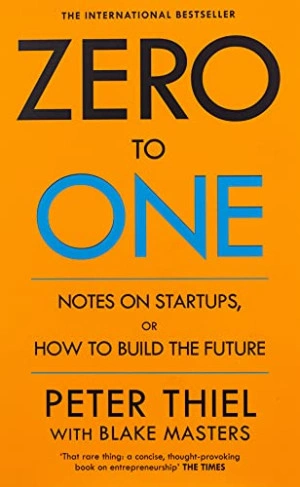 THE INTERNATIONAL BESTSELLER
ZERO
TO
ONE
NOTES ON STARTUPS,
OR
HOW TO BUILD THE FUTURE
PETER THIEL
WITH BLAKE MASTERS
‘That rare thing: a concise, thought-provoking
book on entrepreneurship’ THE TIMES